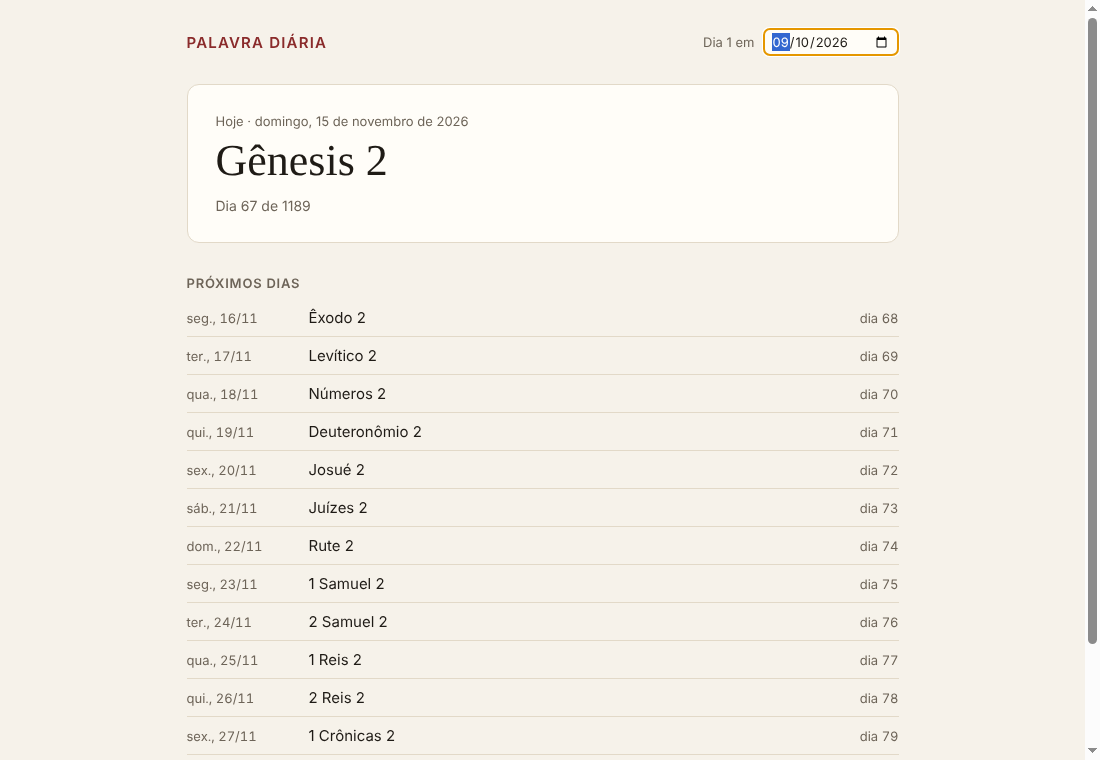 PALAVRA DIÁRIA
Dia 1 em 09/10/2026
Hoje · domingo, 15 de novembro de 2026
Gênesis 2
Dia 67 de 1189
PRÓXIMOS DIAS
seg., 16/11 Êxodo 2 dia 68
ter., 17/11 Levítico 2 dia 69
qua., 18/11 Números 2 dia 70
qui., 19/11 Deuteronômio 2 dia 71
sex., 20/11 Josué 2 dia 72
sáb., 21/11 Juízes 2 dia 73
dom., 22/11 Rute 2 dia 74
seg., 23/11 1 Samuel 2 dia 75
ter., 24/11 2 Samuel 2 dia 76
qua., 25/11 1 Reis 2 dia 77
qui., 26/11 2 Reis 2 dia 78
sex., 27/11 1 Crônicas 2 dia 79